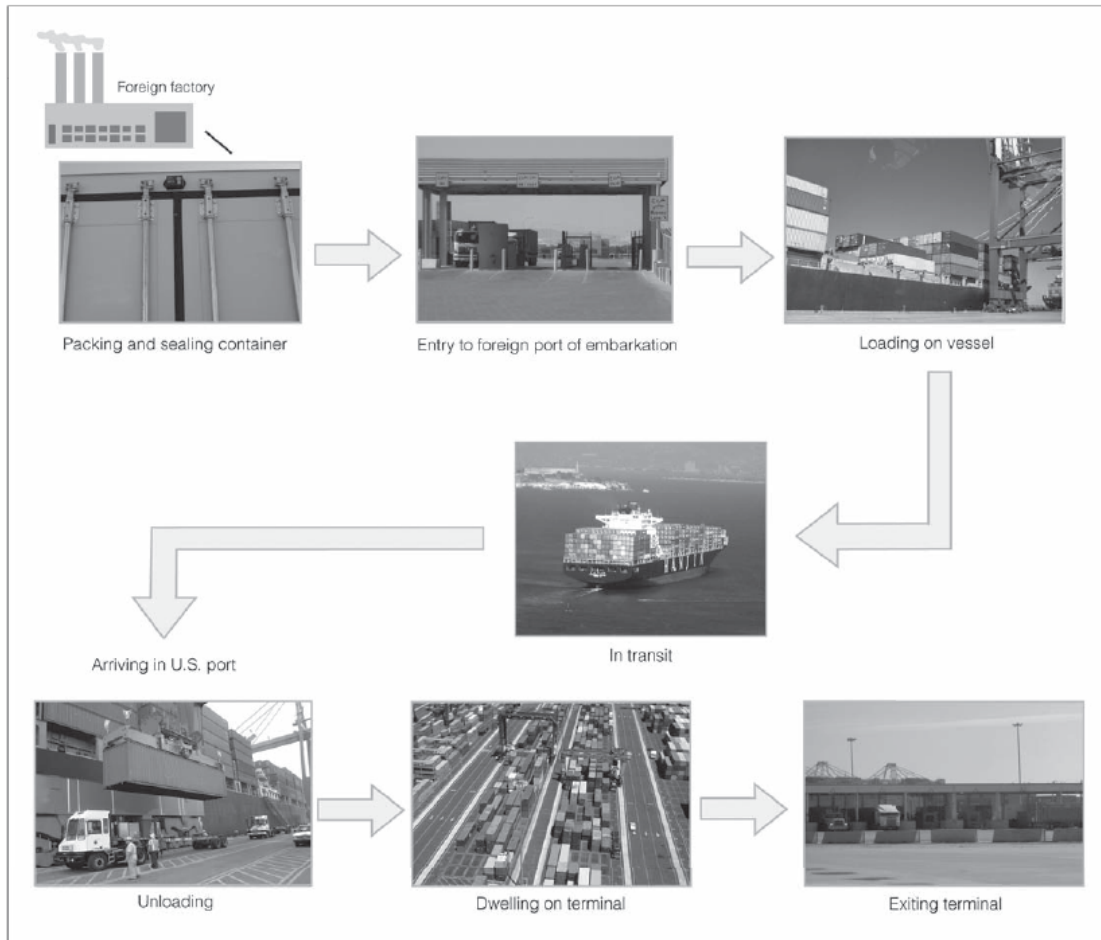 Foreign factory
Packing and sealing container
Entry to foreign port of embarkation
Loading on vessel
HANJIN
In transit
Arriving in U.S. port
Unloading
Dwelling on terminal
Exiting terminal